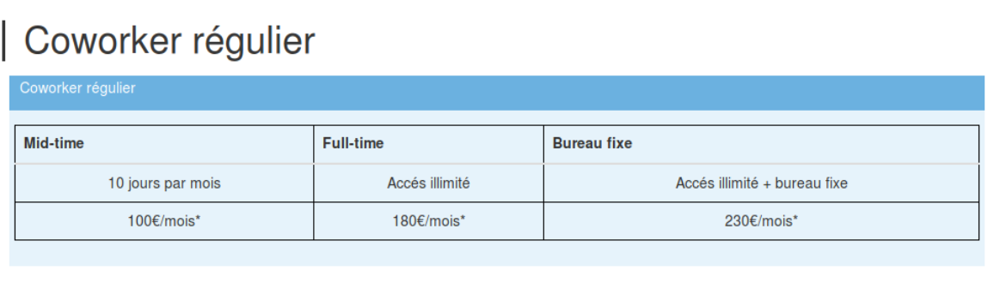 Coworker régulier
Coworker régulier
Mid-time Full-time Bureau fixe
10 jours par mois Accés illimité Accés illimité + bureau fixe
100€/mois* 180€/mois* 230€/mois*